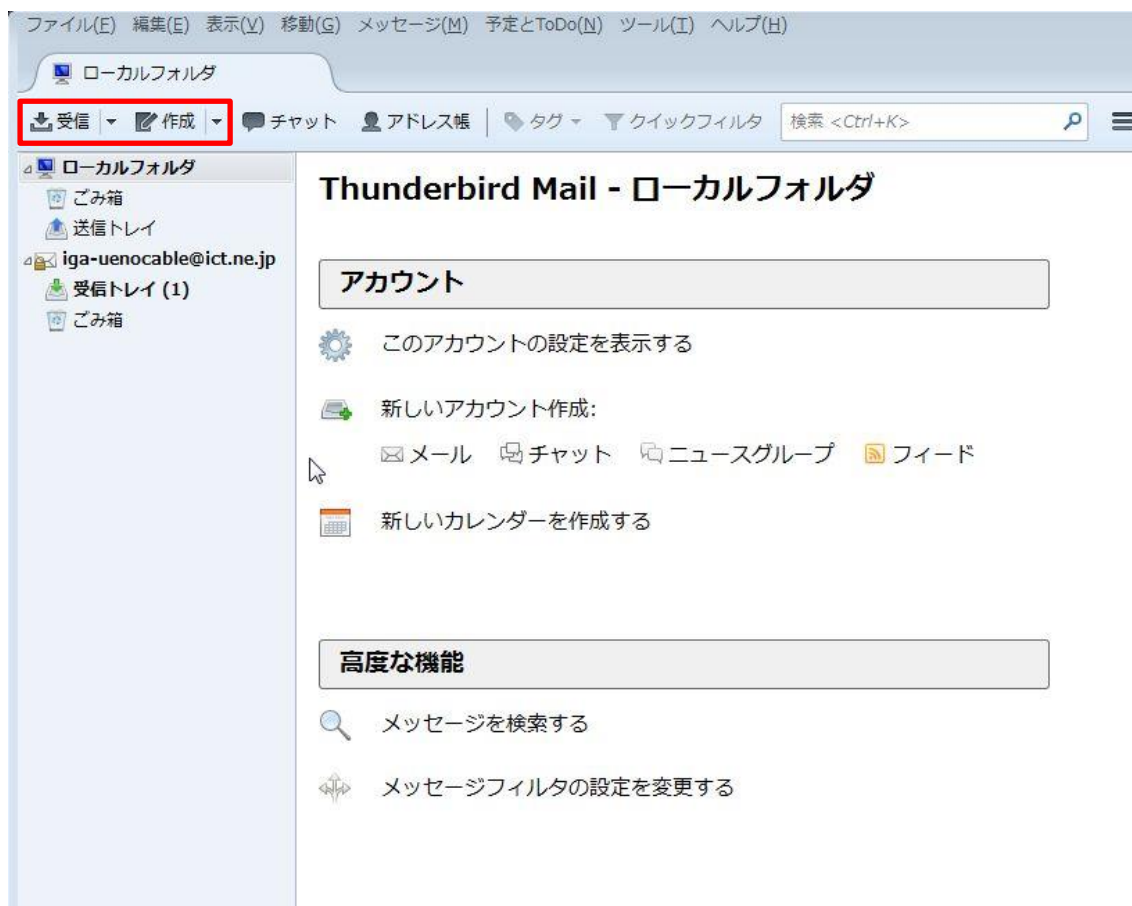 ファイル(F) 編集(E) 表示(V) 移動(G) メッセージ(M) 予定とToDo(N) ツール(T) ヘルプ(H)
ローカルフォルダ
受信 作成 チャット アドレス帳 タグ クイックフィルタ 検索 <Ctrl+K>
ローカルフォルダ
ごみ箱
送信トレイ
iga-uenocable@ict.ne.jp
受信トレイ (1)
ごみ箱
Thunderbird Mail - ローカルフォルダ
アカウント
このアカウントの設定を表示する
新しいアカウント作成:
メール チャット ニュースグループ フィード
新しいカレンダーを作成する
高度な機能
メッセージを検索する
メッセージフィルタの設定を変更する